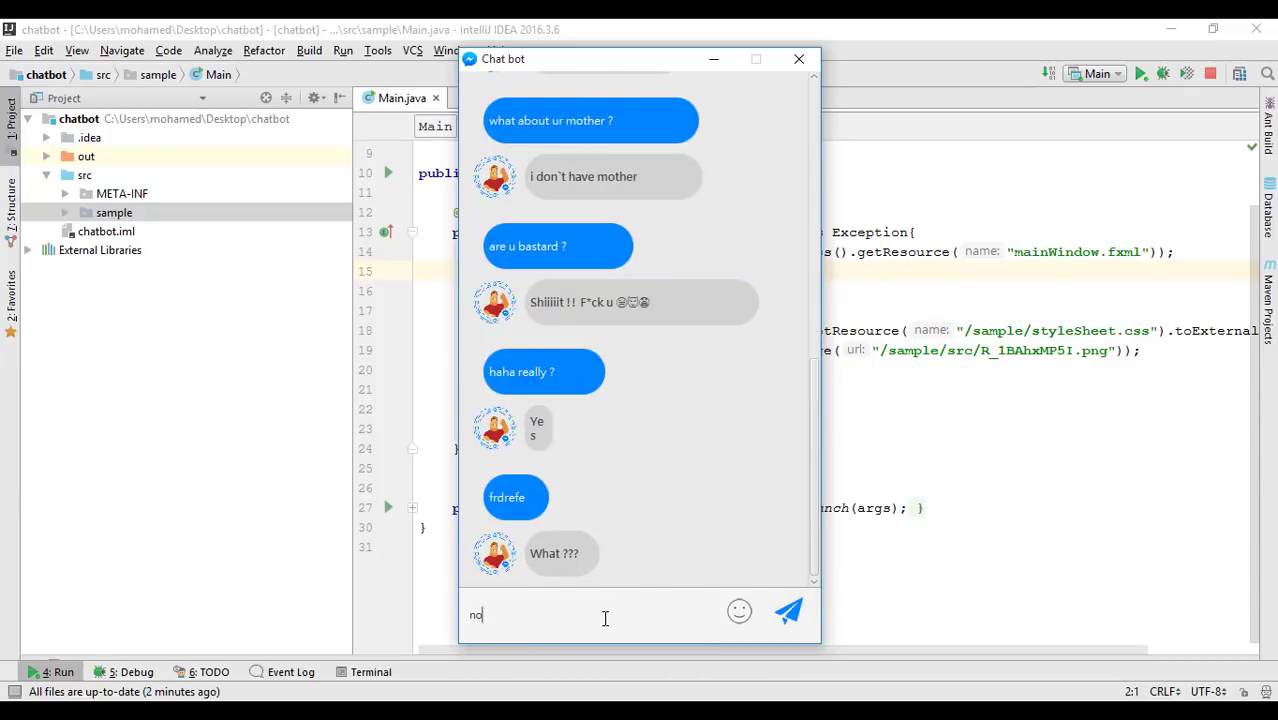 chatbot - [C:\Users\mohamed\Desktop\chatbot] - [chatbot] - ...\src\sample\Main.java - IntelliJ IDEA 2016.3.6
File Edit View Navigate Code Analyze Refactor Build Run Tools VCS Wind
chatbot src sample Main
Main
Project
Main.java
chatbot C:\Users\mohamed\Desktop\chatbot
.idea
out
src
META-INF
sample
chatbot.iml
External Libraries
1: Project
7: Structure
2: Favorites
Main
9
10 publi
11
12 @
13 p s Exception{
14 ss().getResource( name: "mainWindow.fxml"));
15
16
17
18 etResource( name: "/sample/styleSheet.css").toExternal
19 e( url: "/sample/src/R_1BAhxMP5I.png"));
20
21
22
24 }
25
26
27 p unch(args); }
30 }
31
Chat bot
what about ur mother ?
i don`t have mother
are u bastard ?
Shiiiiit !! F*ck u
haha really ?
Ye
s
frdrefe
What ???
no
Ant Build
Database
Maven Projects
4: Run 5: Debug 6: TODO Event Log Terminal
All files are up-to-date (2 minutes ago)
2:1 CRLF UTF-8